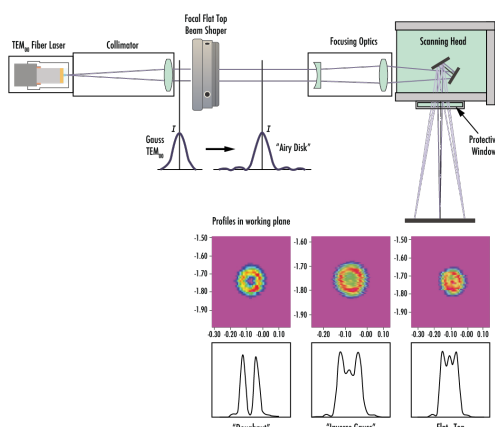 Focal Flat Top
Beam Shaper
TEM00 Fiber Laser
Collimator
Focusing Optics
Scanning Head
Protective
Window
I
I
Gauss
TEM00
"Airy Disk"
Profiles in working plane
-1.50
-1.60
-1.70
-1.80
-1.90
-0.30 -0.20 -0.10 0.00 0.10
-1.60
-1.70
-1.80
-1.90
-0.20 -0.10 -0.00 0.10
-1.50
-1.60
-1.70
-1.80
-1.90
-0.20 -0.10 -0.00 0.10
"Doughnut"
"Inverse Gauss"
Flat - Top